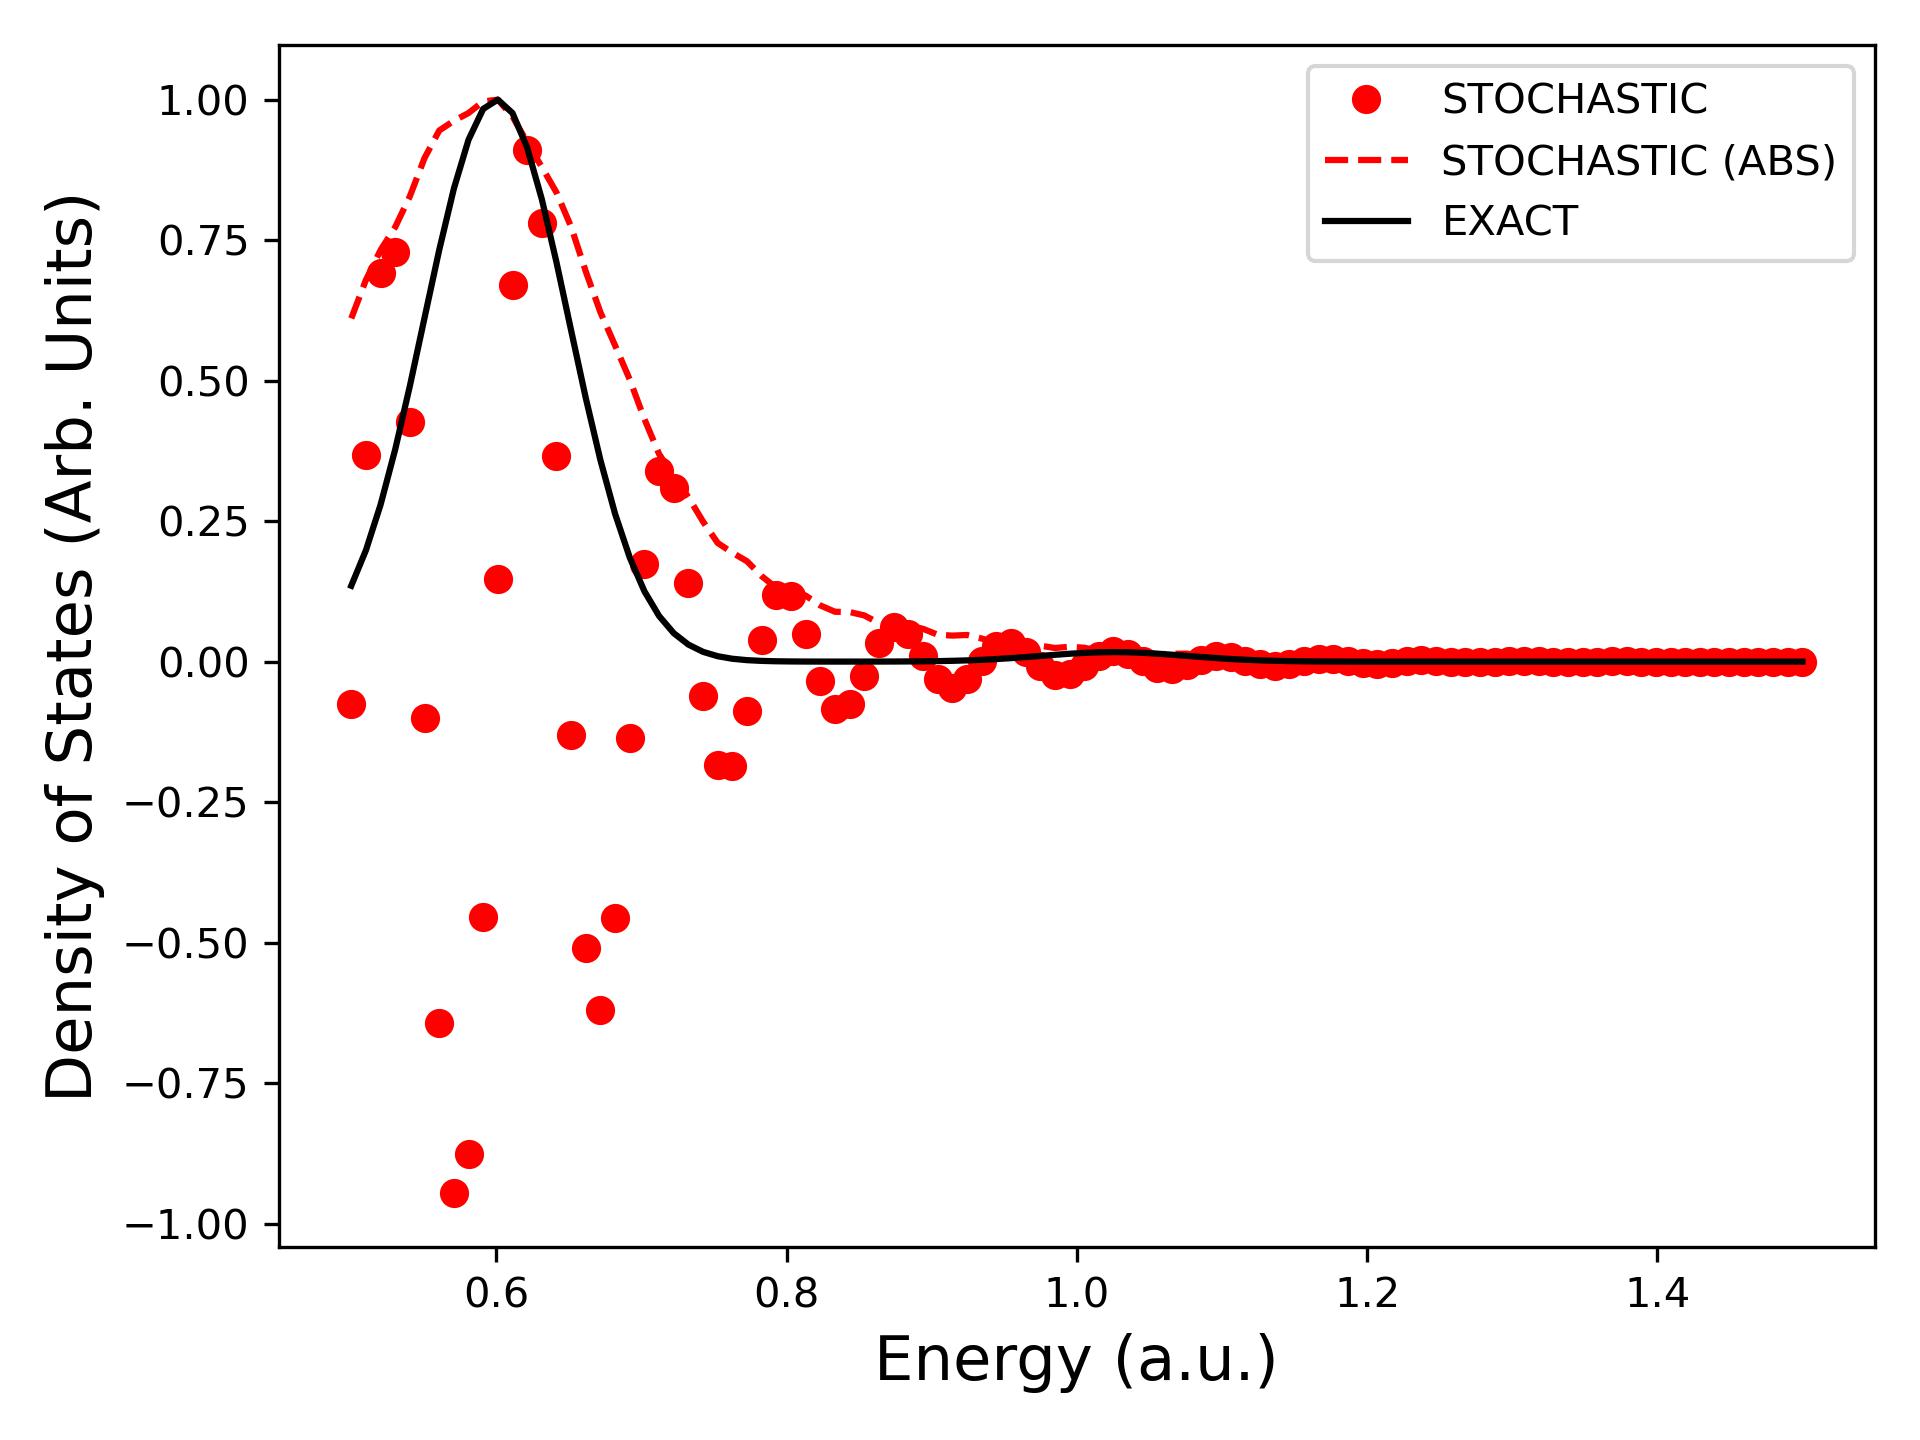 STOCHASTIC
STOCHASTIC (ABS)
EXACT
Density of States (Arb. Units)
1.00
0.75
0.50
0.25
0.00
−0.25
−0.50
−0.75
−1.00
0.6
0.8
1.0
1.2
1.4
Energy (a.u.)